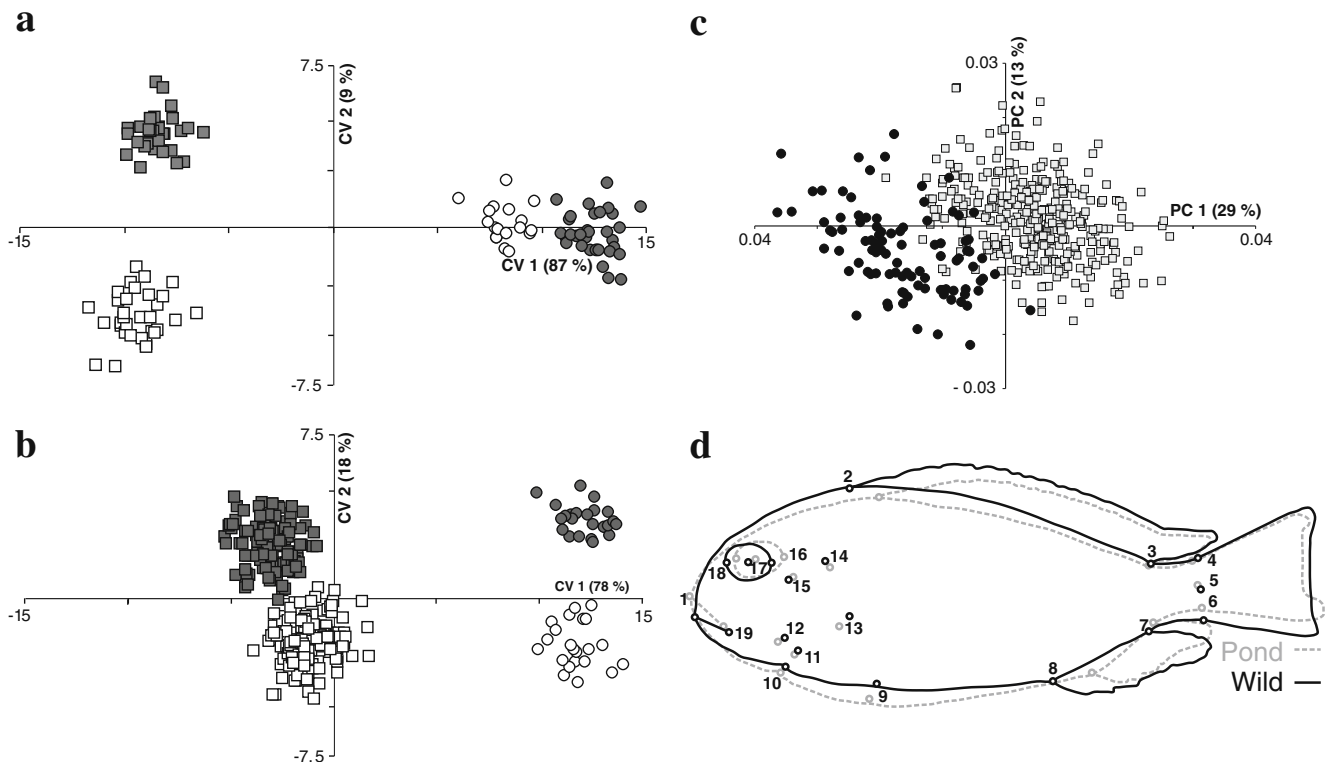 a
7.5
CV 2 (9 %)
-15
15
CV 1 (87 %)
-7.5
b
7.5
CV 2 (18 %)
CV 1 (78 %)
-15
15
-7.5
c
0.03
PC 2 (13 %)
PC 1 (29 %)
0.04
0.04
- 0.03
d
2
3
4
16
14
18
17
15
5
1
6
13
12
7
19
11
Pond
8
10
Wild
9